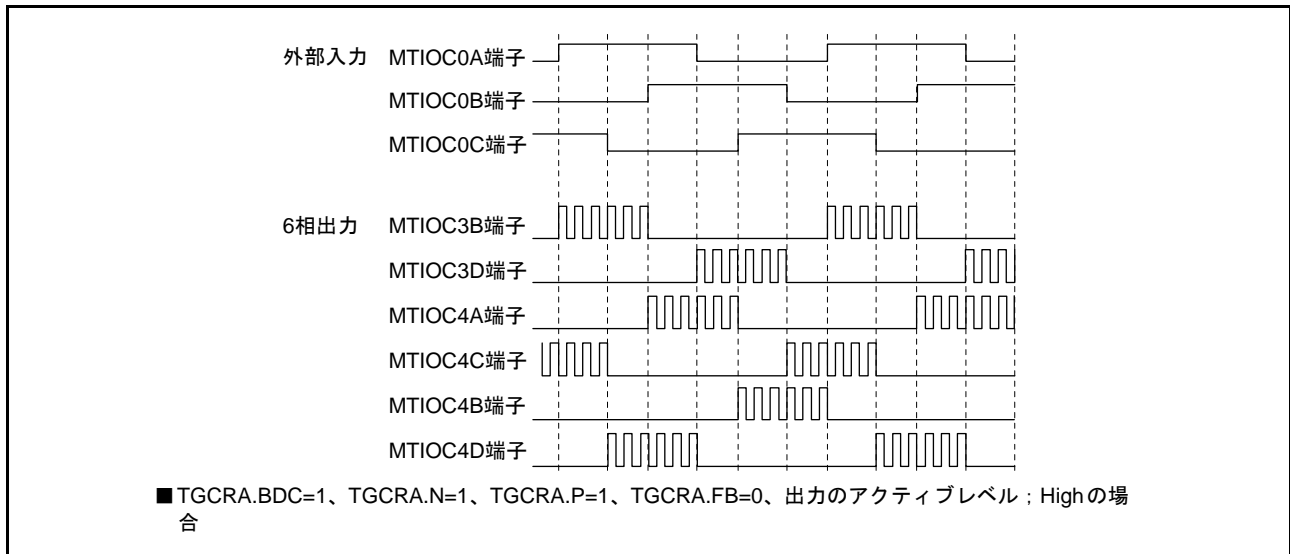 外部入力 MTIOC0A端子
MTIOC0B端子
MTIOC0C端子
6相出力 MTIOC3B端子
MTIOC3D端子
MTIOC4A端子
MTIOC4C端子
MTIOC4B端子
MTIOC4D端子
■TGCRA.BDC=1、TGCRA.N=1、TGCRA.P=1、TGCRA.FB=0、出力のアクティブレベル；Highの場
合